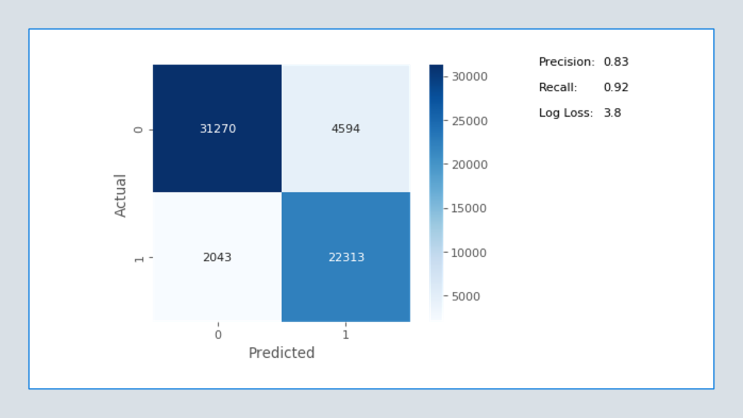 Precision: 0.83
Recall: 0.92
Log Loss: 3.8
30000
25000
20000
15000
10000
5000
Actual
0
31270 4594
1
2043 22313
0 1
Predicted